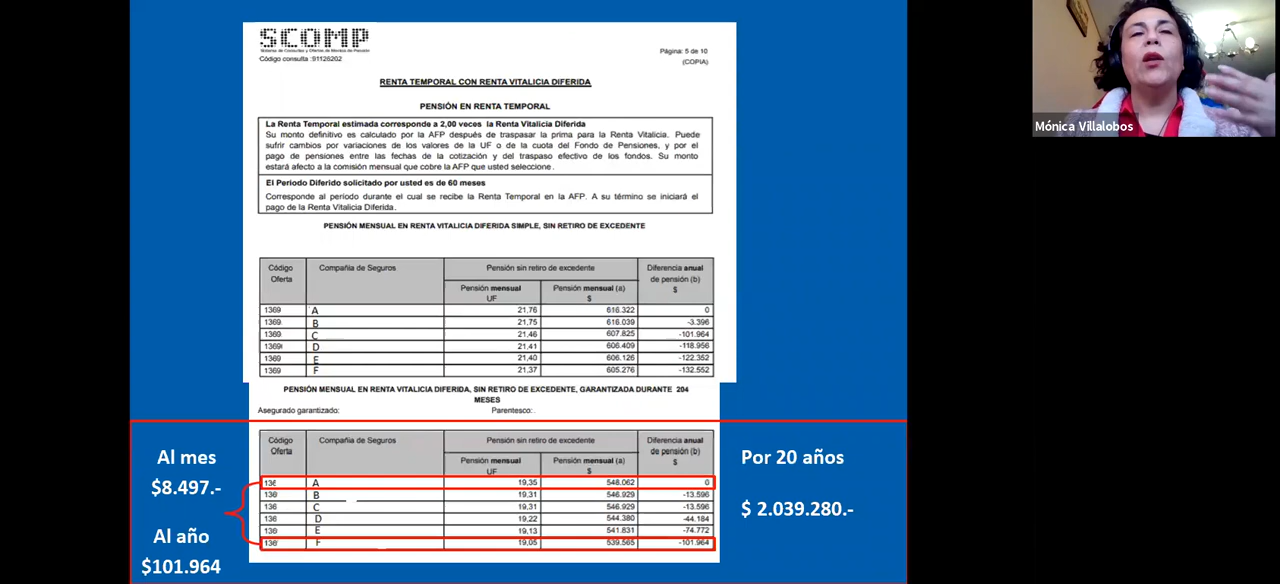 SCOMP
Sistema de Consultas y Ofertas de Montos de Pensión
Código consulta :91126202
Página: 5 de 10
(COPIA)
RENTA TEMPORAL CON RENTA VITALICIA DIFERIDA
PENSIÓN EN RENTA TEMPORAL
La Renta Temporal estimada corresponde a 2,00 veces la Renta Vitalicia Diferida
Su monto definitivo es calculado por la AFP después de traspasar la prima para la Renta Vitalicia. Puede
sufrir cambios por variaciones de los valores de la UF o de la cuota del Fondo de Pensiones, y por el
pago de pensiones entre las fechas de la cotización y del traspaso efectivo de los fondos. Su monto
estará afecto a la comisión mensual que cobre la AFP que usted seleccione.
El Periodo Diferido solicitado por usted es de 60 meses
Corresponde al período durante el cual se recibe la Renta Temporal en la AFP. A su término se iniciará el
pago de la Renta Vitalicia Diferida.
PENSIÓN MENSUAL EN RENTA VITALICIA DIFERIDA SIMPLE, SIN RETIRO DE EXCEDENTE
Código Oferta Compañía de Seguros Pensión sin retiro de excedente Diferencia anual de pensión (b) $
Pensión mensual UF Pensión mensual (a) $
1369 A 21,76 616.322 0
1369 B 21,75 616.039 -3.396
1369 C 21,46 607.825 -101.964
1369 D 21,41 606.409 -118.956
1369 E 21,40 606.126 -122.352
1369 F 21,37 605.276 -132.552
PENSIÓN MENSUAL EN RENTA VITALICIA DIFERIDA, SIN RETIRO DE EXCEDENTE, GARANTIZADA DURANTE 204
MESES
Asegurado garantizado: Parentesco:.
Código Oferta Compañía de Seguros Pensión sin retiro de excedente Diferencia anual de pensión (b) $
Pensión mensual UF Pensión mensual (a) $
136 A 19,35 548.062 0
136 B 19,31 546.929 -13.596
136 C 19,31 546.929 -13.596
136 D 19,22 544.380 -44.184
136 E 19,13 541.831 -74.772
136 F 19,05 539.565 -101.964
Al mes
$8.497.-
Al año
$101.964
Por 20 años
$ 2.039.280.-
Mónica Villalobos